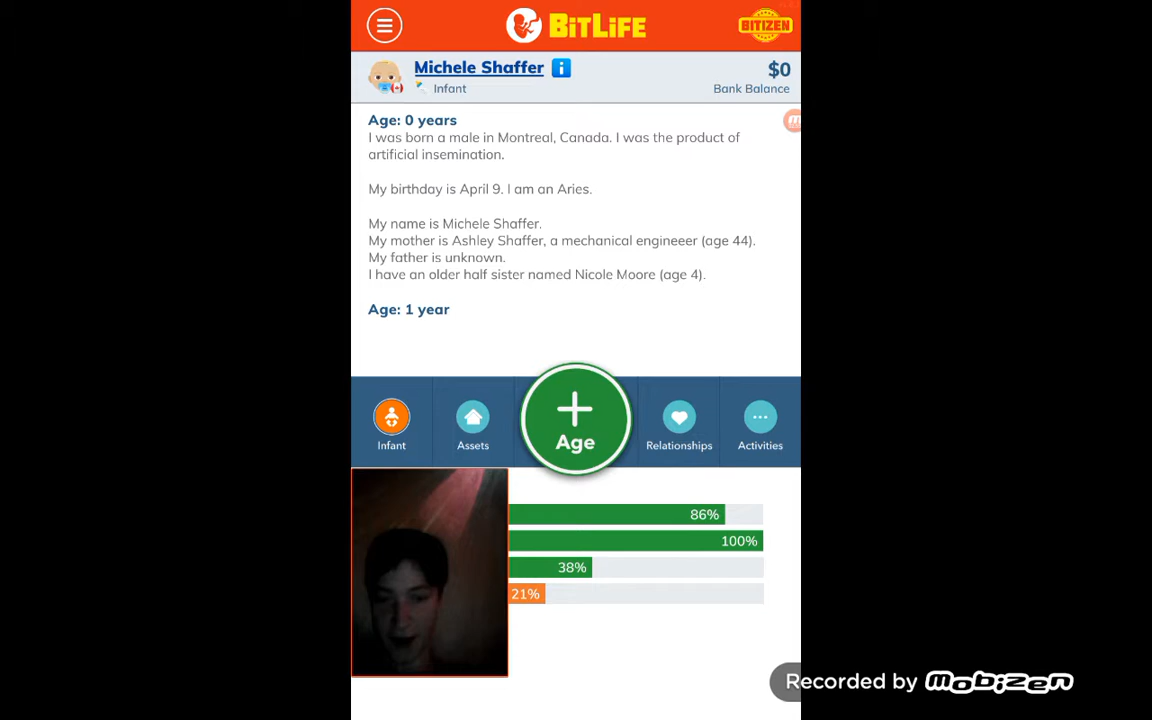 BitLiFE
BITIZEN
Michele Shaffer i
$0
Infant
Bank Balance
Age: 0 years
I was born a male in Montreal, Canada. I was the product of
artificial insemination.
My birthday is April 9. I am an Aries.
My name is Michele Shaffer.
My mother is Ashley Shaffer, a mechanical engineeer (age 44).
My father is unknown.
I have an older half sister named Nicole Moore (age 4).
Age: 1 year
+
Age
Infant
Assets
Relationships
Activities
86%
100%
38%
21%
Recorded by mobizen